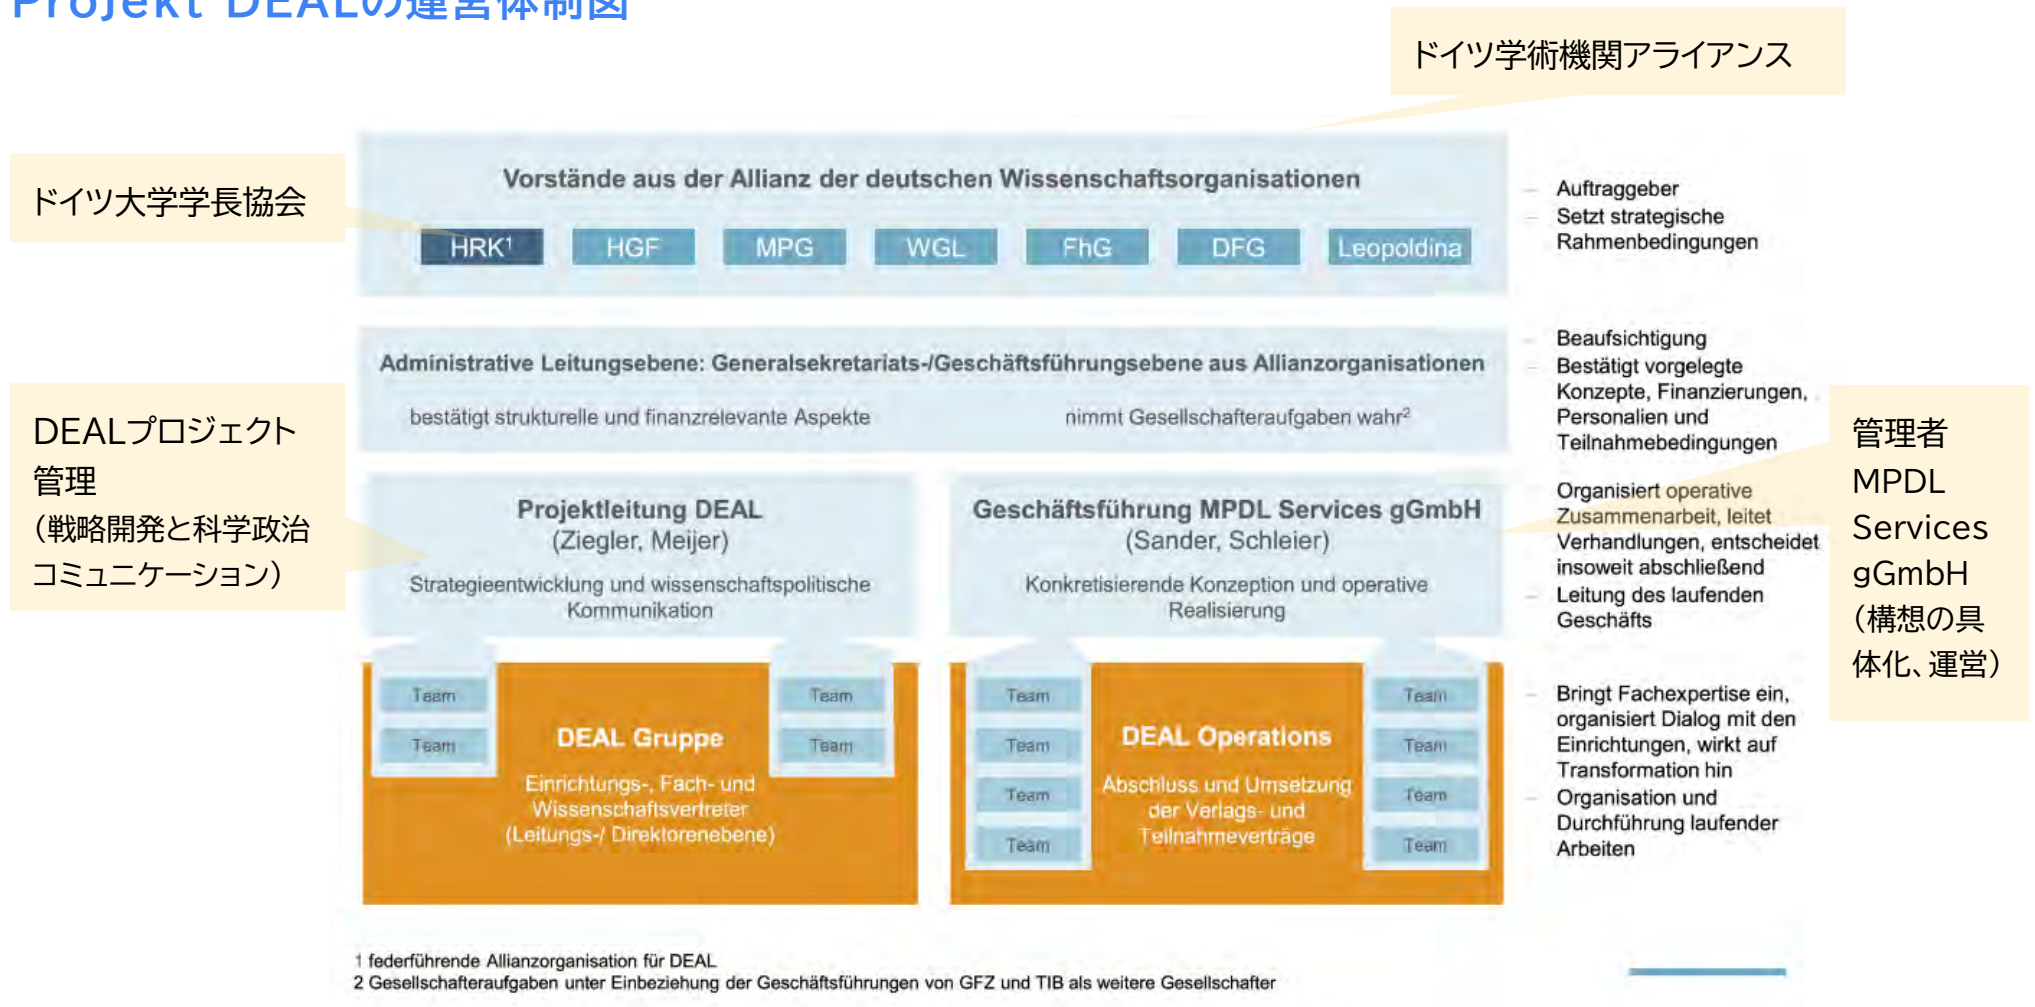 Projekt DEALの運営体制図
ドイツ学術機関アライアンス
ドイツ大学学長協会
Vorstände aus der Allianz der deutschen Wissenschaftsorganisationen
HRK¹
HGF
MPG
WGL
FhG
DFG
Leopoldina
– Auftraggeber
– Setzt strategische
Rahmenbedingungen
Administrative Leitungsebene: Generalsekretariats-/Geschäftsführungsebene aus Allianzorganisationen
bestätigt strukturelle und finanzrelevante Aspekte
nimmt Gesellschafteraufgaben wahr²
– Beaufsichtigung
– Bestätigt vorgelegte
Konzepte, Finanzierungen,
Personalien und
Teilnahmebedingungen
DEALプロジェクト
管理
（戦略開発と科学政治
コミュニケーション）
Projektleitung DEAL
(Ziegler, Meijer)
Strategieentwicklung und wissenschaftspolitische
Kommunikation
Geschäftsführung MPDL Services gGmbH
(Sander, Schleier)
Konkretisierende Konzeption und operative
Realisierung
Organisiert operative
Zusammenarbeit, leitet
Verhandlungen, entscheidet
insoweit abschließend
– Leitung des laufenden
Geschäfts
管理者
MPDL
Services
gGmbH
（構想の具
体化、運営）
Team
Team
Team
Team
DEAL Gruppe
Einrichtungs-, Fach- und
Wissenschaftsvertreter
(Leitungs-/ Direktorenebene)
Team
Team
Team
Team
Team
Team
Team
Team
DEAL Operations
Abschluss und Umsetzung
der Verlags- und
Teilnahmeverträge
– Bringt Fachexpertise ein,
organisiert Dialog mit den
Einrichtungen, wirkt auf
Transformation hin
– Organisation und
Durchführung laufender
Arbeiten
1 federführende Allianzorganisation für DEAL
2 Gesellschafteraufgaben unter Einbeziehung der Geschäftsführungen von GFZ und TIB als weitere Gesellschafter